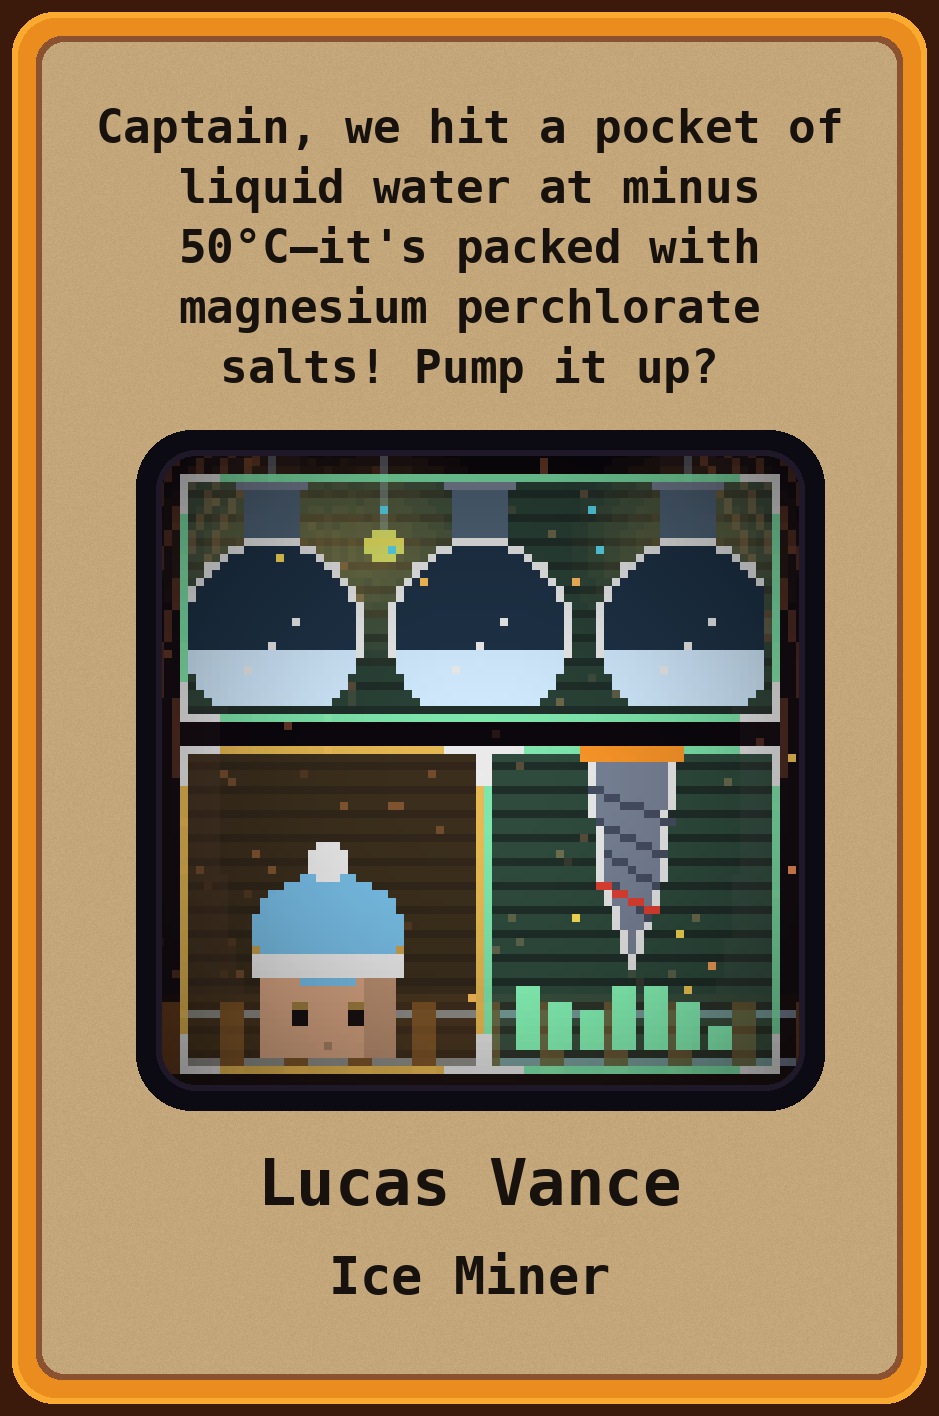 Captain, we hit a pocket of
liquid water at minus
50°C—it's packed with
magnesium perchlorate
salts! Pump it up?
Lucas Vance
Ice Miner